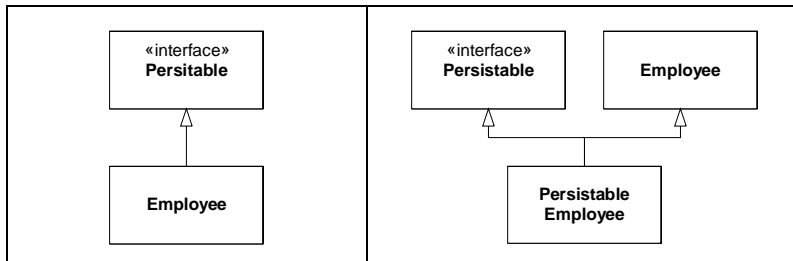 «interface»
Persitable
Employee
«interface»
Persistable
Employee
Persistable
Employee